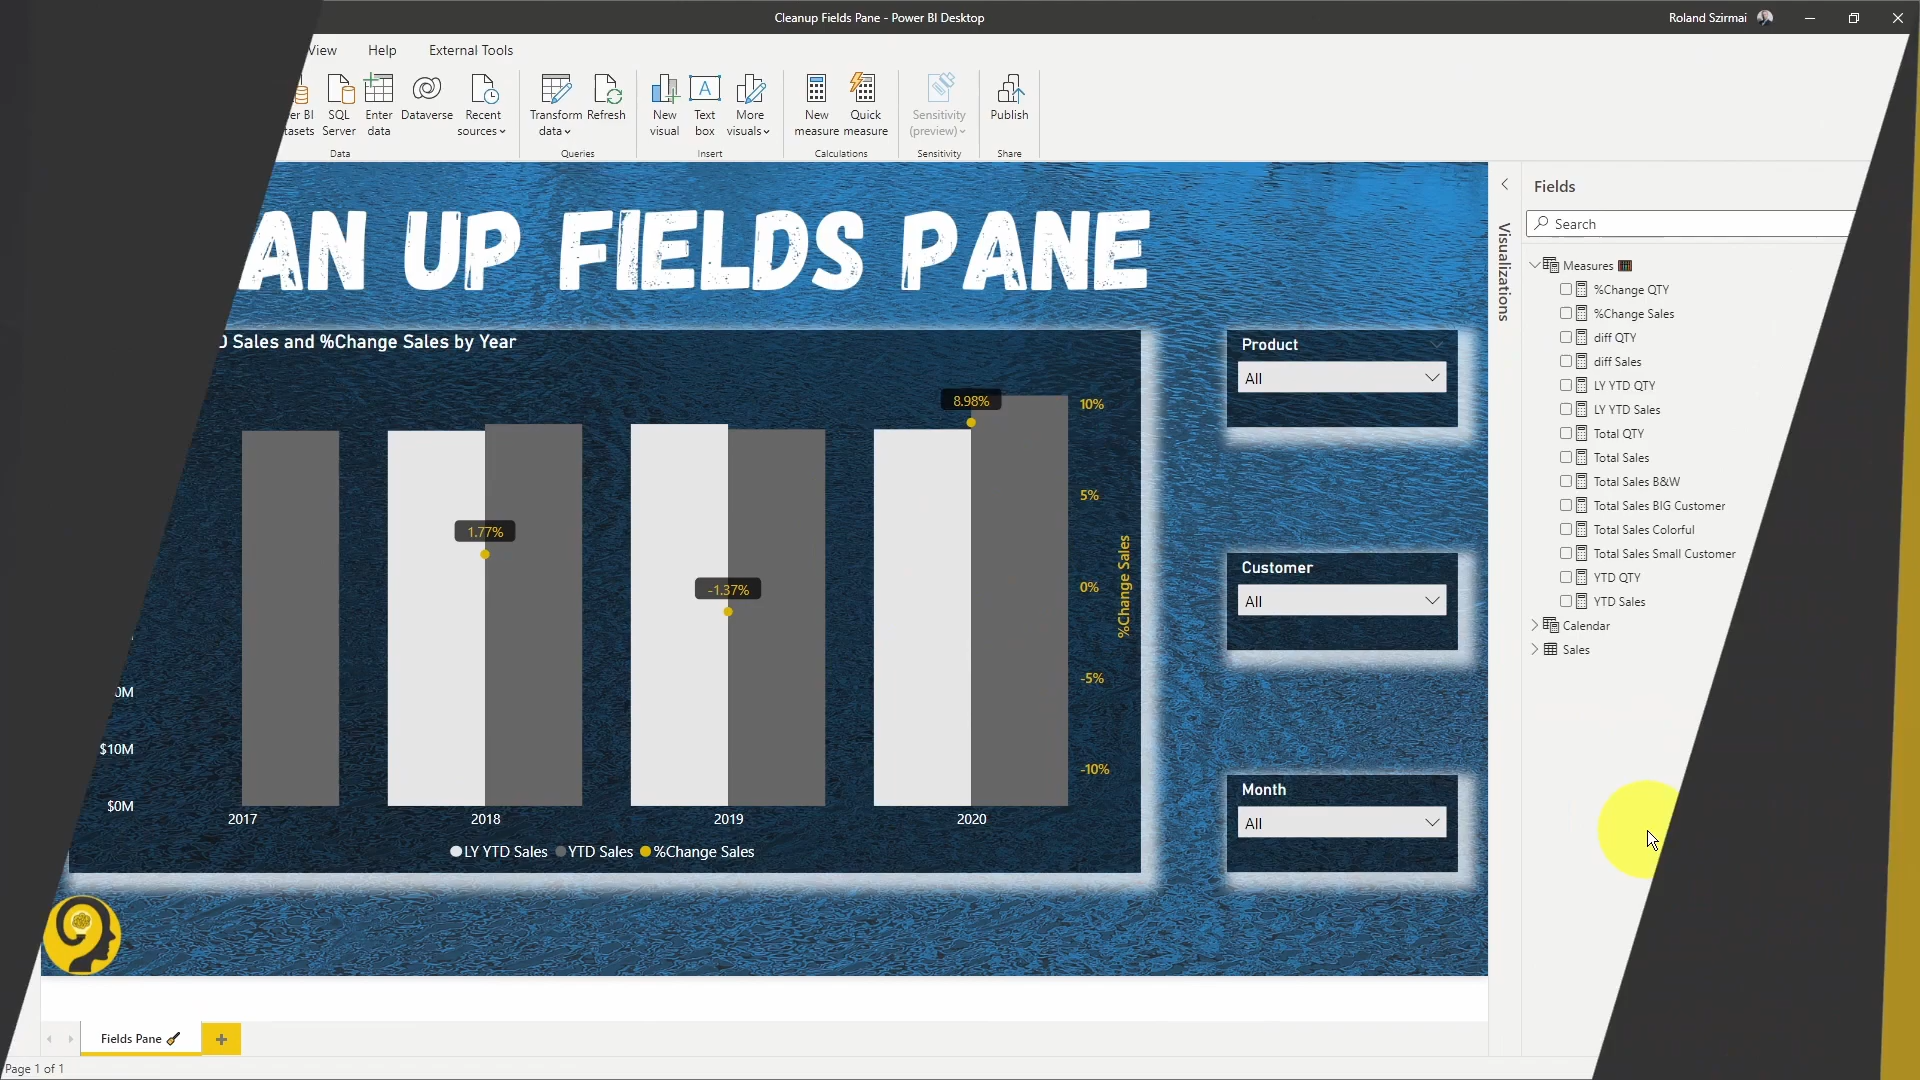 Cleanup Fields Pane - Power BI Desktop
Roland Szirmai
View
Help
External Tools
SQL Server
Enter data
Dataverse
Recent sources
Data
Transform data
Refresh
Queries
New visual
Text box
More visuals
Insert
New measure
Quick measure
Calculations
Sensitivity (preview)
Sensitivity
Publish
Share
AN UP FIELDS PANE
Sales and %Change Sales by Year
8.98%
1.77%
-1.37%
10%
5%
0%
-5%
-10%
%Change Sales
0M
$10M
$0M
2017
2018
2019
2020
LY YTD Sales
YTD Sales
%Change Sales
Product
All
Customer
All
Month
All
Visualizations
Fields
Search
Measures
%Change QTY
%Change Sales
diff QTY
diff Sales
LY YTD QTY
LY YTD Sales
Total QTY
Total Sales
Total Sales B&W
Total Sales BIG Customer
Total Sales Colorful
Total Sales Small Customer
YTD QTY
YTD Sales
Calendar
Sales
Fields Pane
Page 1 of 1